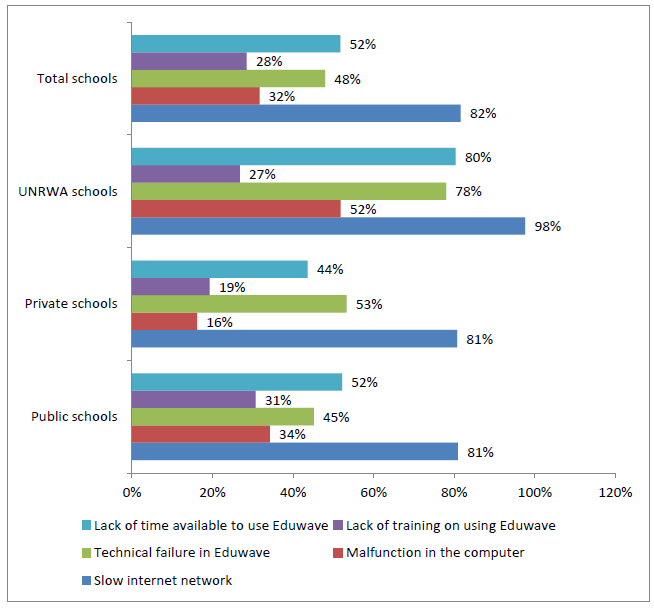 52%
28%
Total schools
48%
32%
82%
80%
27%
UNRWA schools
78%
52%
98%
44%
19%
Private schools
53%
16%
81%
52%
31%
Public schools
45%
34%
81%
0% 20% 40% 60% 80% 100% 120%
Lack of time available to use Eduwave Lack of training on using Eduwave
Technical failure in Eduwave Malfunction in the computer
Slow internet network